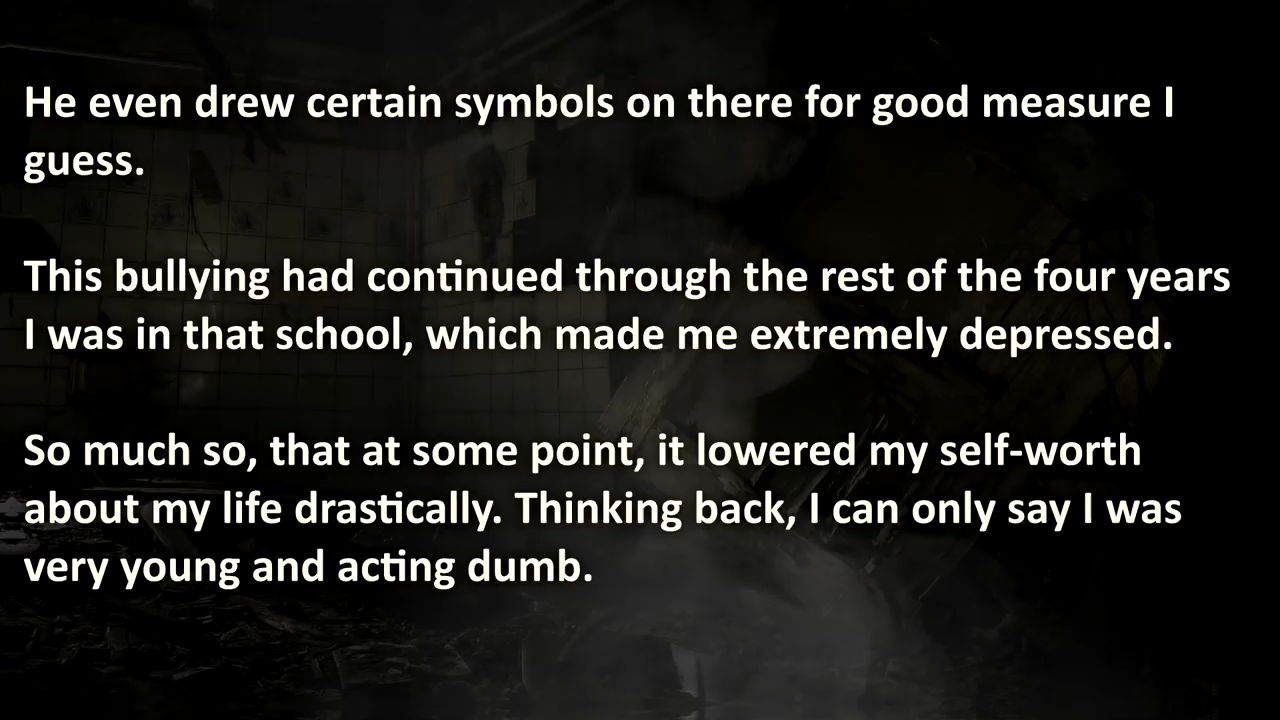 He even drew certain symbols on there for good measure I
guess.
This bullying had continued through the rest of the four years
I was in that school, which made me extremely depressed.
So much so, that at some point, it lowered my self-worth
about my life drastically. Thinking back, I can only say I was
very young and acting dumb.